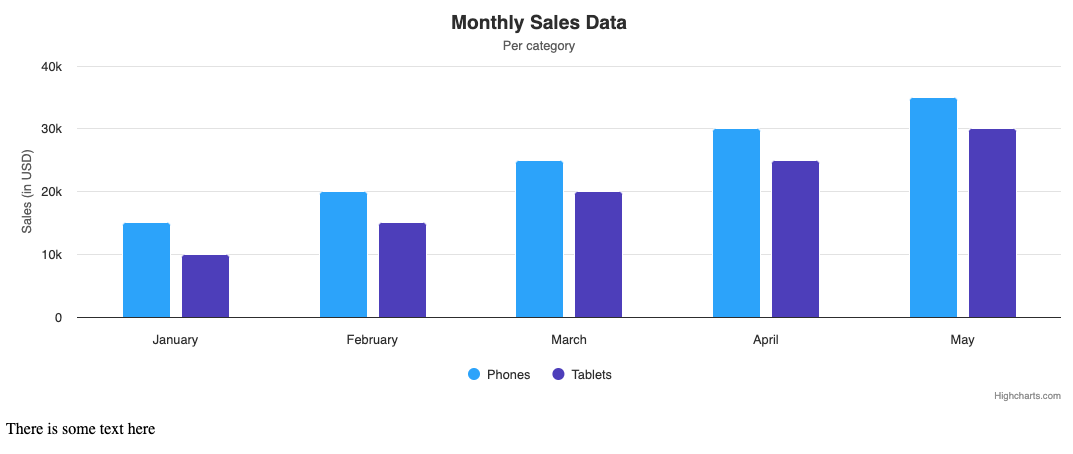 Monthly Sales Data
Per category
Sales (in USD)
40k
30k
20k
10k
0
January February March April May
Phones Tablets
Highcharts.com
There is some text here